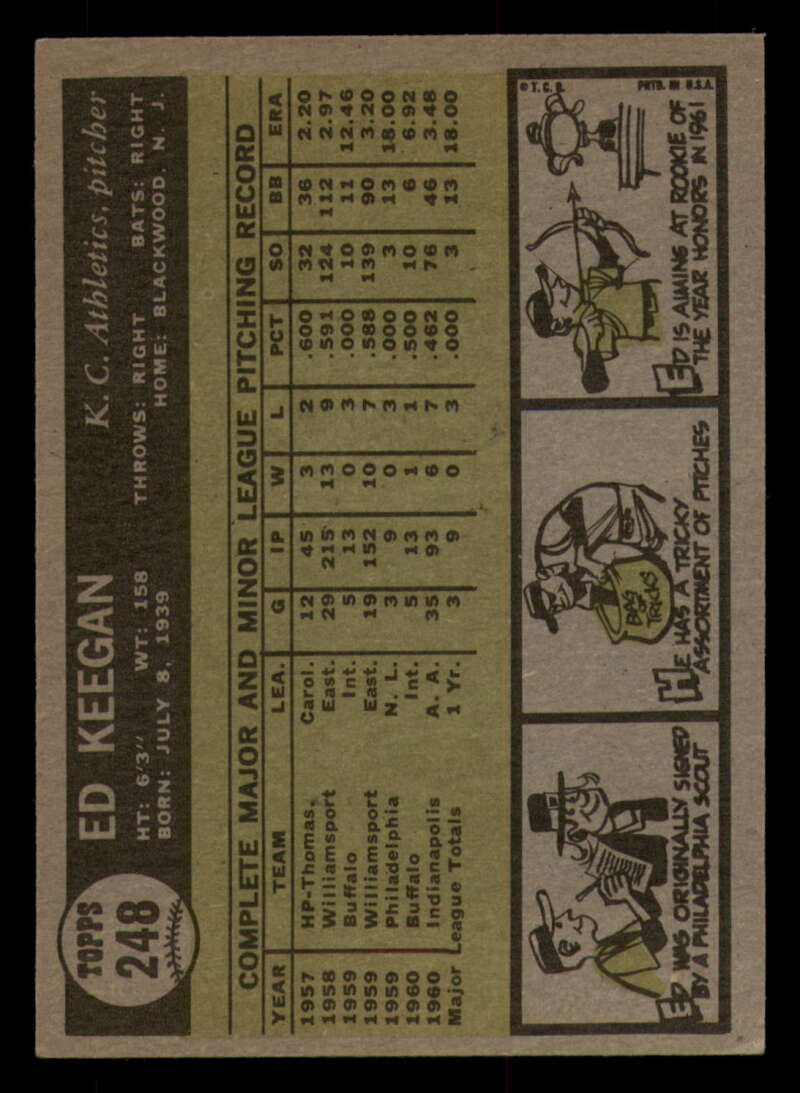 TOPPS
248
ED KEEGAN
K. C. Athletics, pitcher
HT: 6'3" WT: 158 THROWS: RIGHT BATS: RIGHT
BORN: JULY 8, 1939 HOME: BLACKWOOD, N. J.
COMPLETE MAJOR AND MINOR LEAGUE PITCHING RECORD
YEAR TEAM LEA. G IP W L PCT SO BB ERA
1957 HP-Thomas. Carol. 12 45 3 2 .600 32 36 2.20
1958 Williamsport East. 29 215 13 9 .591 124 112 2.97
1959 Buffalo Int. 5 13 0 3 .000 10 11 12.46
1959 Williamsport East. 19 152 10 7 .588 139 90 3.20
1959 Philadelphia N. L. 3 9 0 3 .000 3 13 18.00
1960 Buffalo Int. 5 13 1 1 .500 10 6 6.92
1960 Indianapolis A. A. 35 93 6 7 .462 76 46 3.48
Major League Totals 1 Yr. 3 9 0 3 .000 3 13 18.00
ED WAS ORIGINALLY SIGNED
BY A PHILADELPHIA SCOUT
BAG
OF
TRICKS
HE HAS A TRICKY
ASSORTMENT OF PITCHES
© T. C. G. PRTD. IN U.S.A.
ED IS AIMING AT ROOKIE OF
THE YEAR HONORS IN 1961